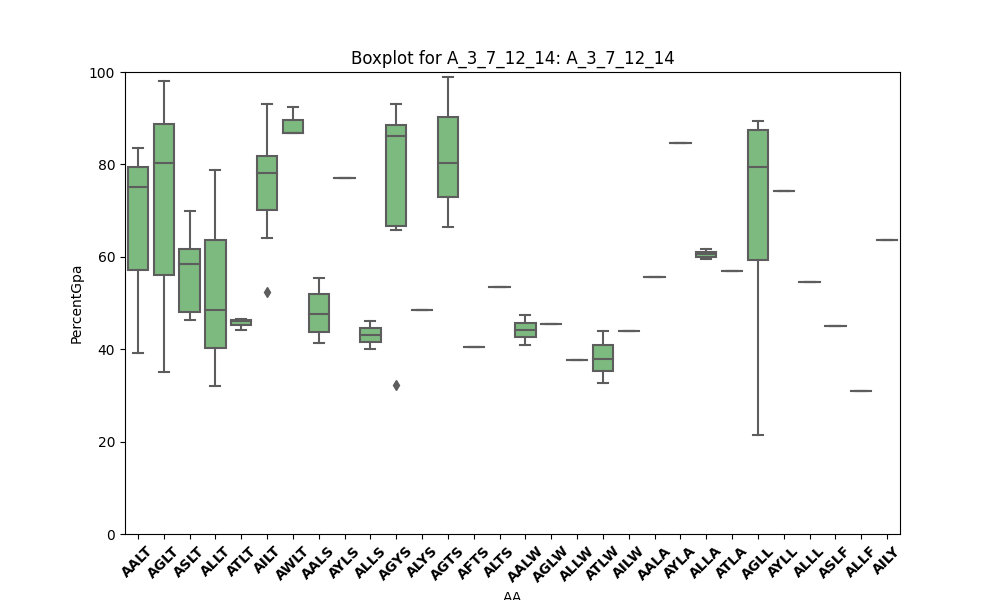 Boxplot for A_3_7_12_14: A_3_7_12_14
PercentGpa
100
80
60
40
20
0
AALT AGLT ASLT ALLT ATLT AILT AWLT AALS AYLS ALLS AGYS ALYS AGTS AFTS ALTS AALW AGLW ALLW ATLW AILW AALA AYLA ALLA ATLA AGLL AYLL ALLL ASLF ALLF AILY
AA